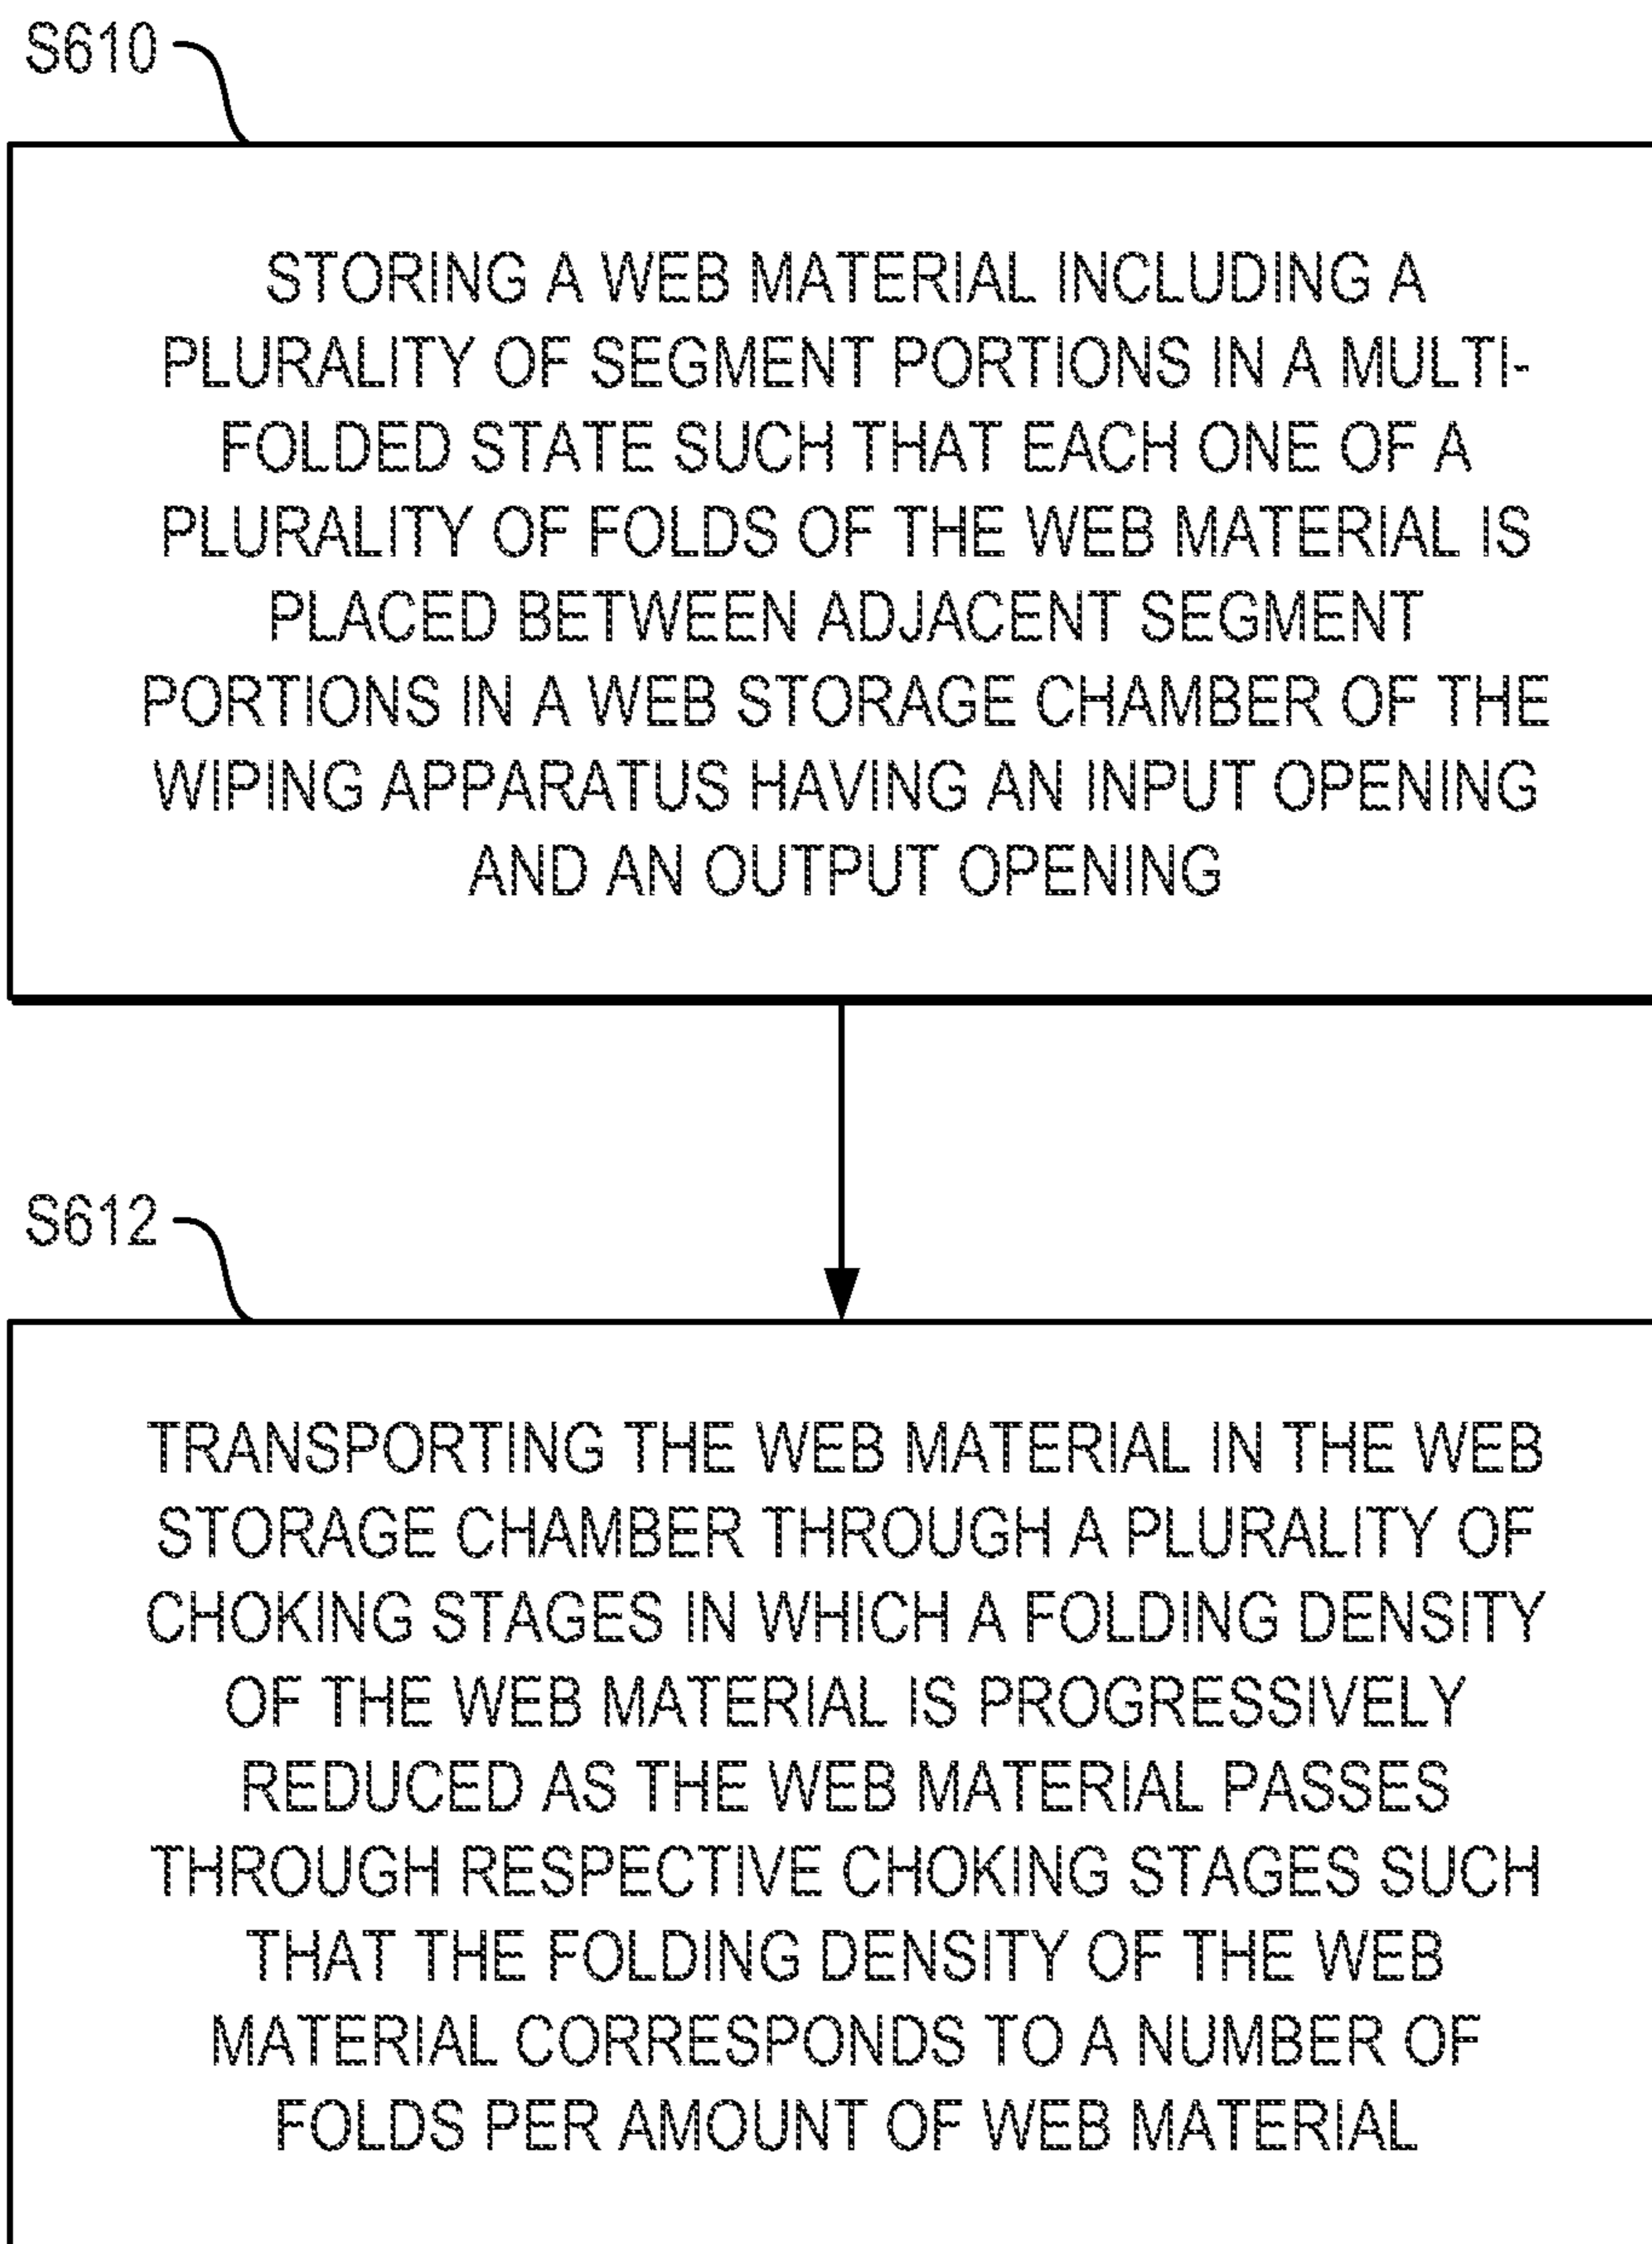 S610
STORING A WEB MATERIAL INCLUDING A
PLURALITY OF SEGMENT PORTIONS IN A MULTI-
FOLDED STATE SUCH THAT EACH ONE OF A
PLURALITY OF FOLDS OF THE WEB MATERIAL IS
PLACED BETWEEN ADJACENT SEGMENT
PORTIONS IN A WEB STORAGE CHAMBER OF THE
WIPING APPARATUS HAVING AN INPUT OPENING
AND AN OUTPUT OPENING
S612
TRANSPORTING THE WEB MATERIAL IN THE WEB
STORAGE CHAMBER THROUGH A PLURALITY OF
CHOKING STAGES IN WHICH A FOLDING DENSITY
OF THE WEB MATERIAL IS PROGRESSIVELY
REDUCED AS THE WEB MATERIAL PASSES
THROUGH RESPECTIVE CHOKING STAGES SUCH
THAT THE FOLDING DENSITY OF THE WEB
MATERIAL CORRESPONDS TO A NUMBER OF
FOLDS PER AMOUNT OF WEB MATERIAL